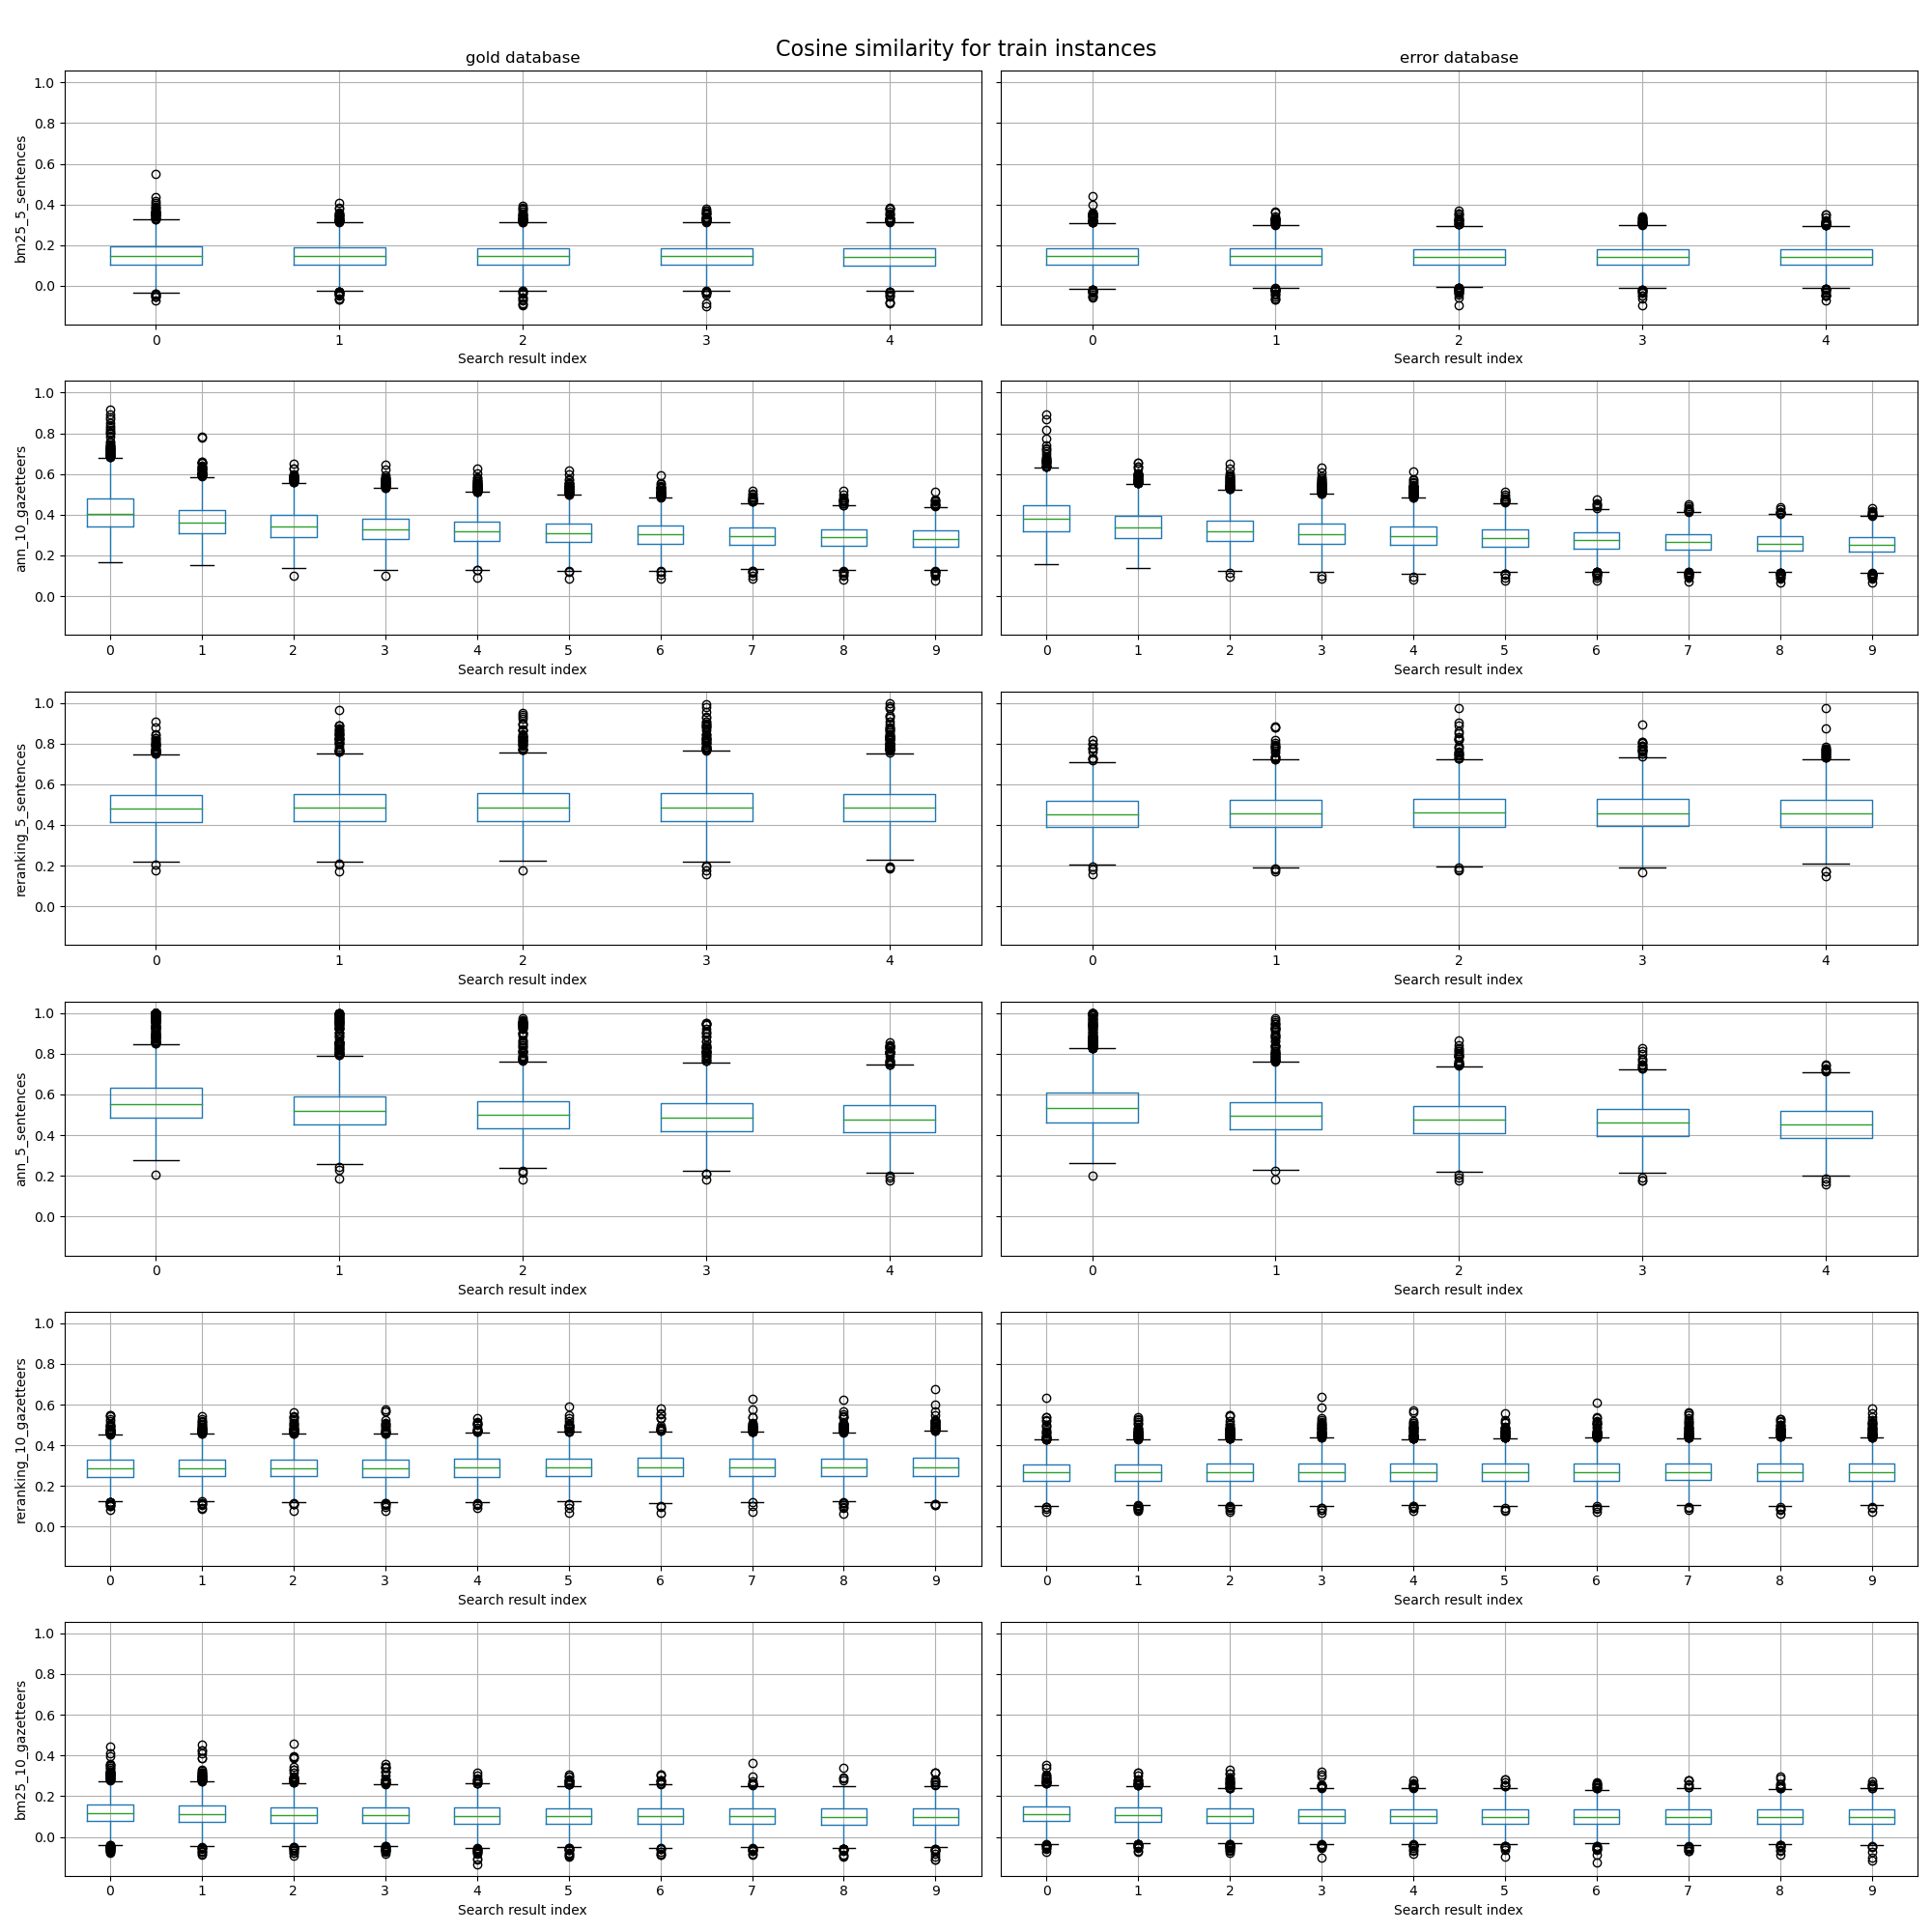 Cosine similarity for train instances
gold database
error database
bm25_5_sentences
1.0
0.8
0.6
0.4
0.2
0.0
0 1 2 3 4
0 1 2 3 4
Search result index
Search result index
ann_10_gazetteers
1.0
0.8
0.6
0.4
0.2
0.0
0 1 2 3 4 5 6 7 8 9
0 1 2 3 4 5 6 7 8 9
Search result index
Search result index
reranking_5_sentences
1.0
0.8
0.6
0.4
0.2
0.0
0 1 2 3 4
0 1 2 3 4
Search result index
Search result index
ann_5_sentences
1.0
0.8
0.6
0.4
0.2
0.0
0 1 2 3 4
0 1 2 3 4
Search result index
Search result index
reranking_10_gazetteers
1.0
0.8
0.6
0.4
0.2
0.0
0 1 2 3 4 5 6 7 8 9
0 1 2 3 4 5 6 7 8 9
Search result index
Search result index
bm25_10_gazetteers
1.0
0.8
0.6
0.4
0.2
0.0
0 1 2 3 4 5 6 7 8 9
0 1 2 3 4 5 6 7 8 9
Search result index
Search result index